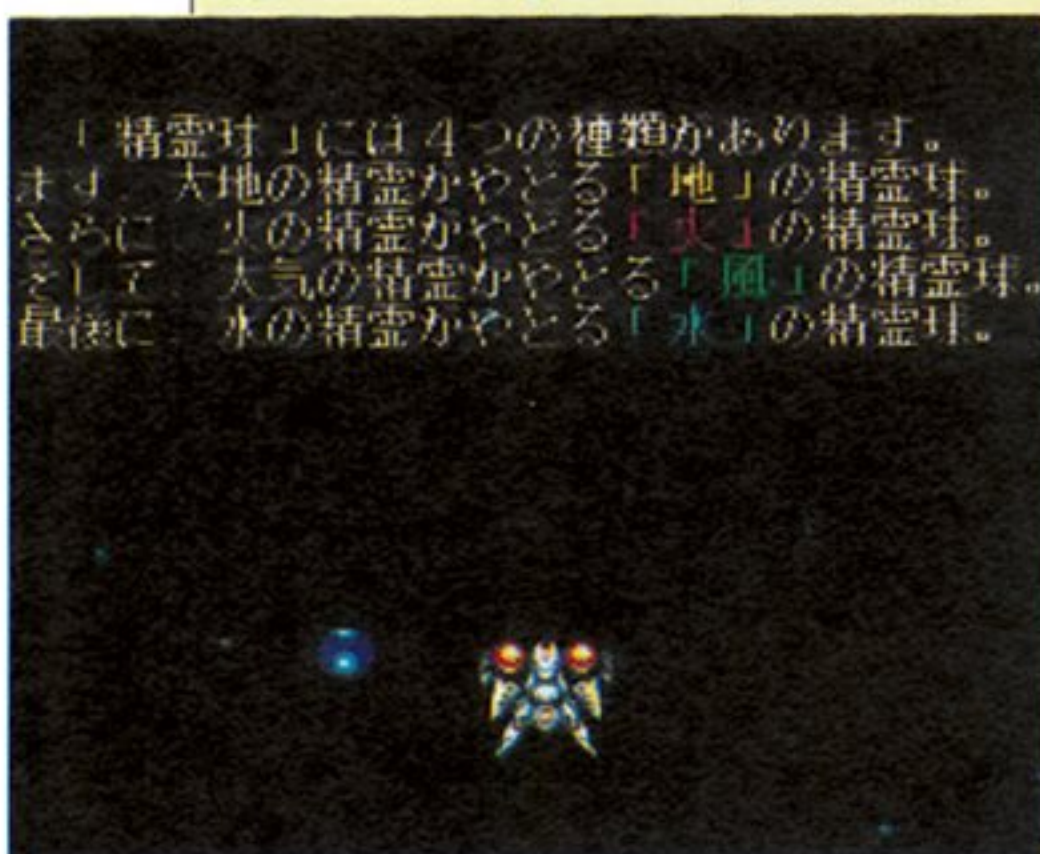 「精霊球」には４つの種類があります。
まず、大地の精霊がやどる「地」の精霊球。
さらに、火の精霊がやどる「火」の精霊球。
そして、大気の精霊がやどる「風」の精霊球。
最後に、水の精霊がやどる「水」の精霊球。